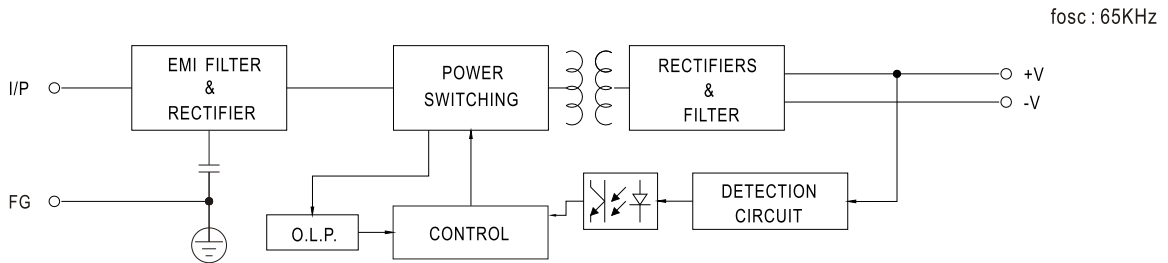 fosc : 65KHz
I/P
EMI FILTER
&
RECTIFIER
POWER
SWITCHING
RECTIFIERS
&
FILTER
+V
-V
FG
O.L.P.
CONTROL
DETECTION
CIRCUIT